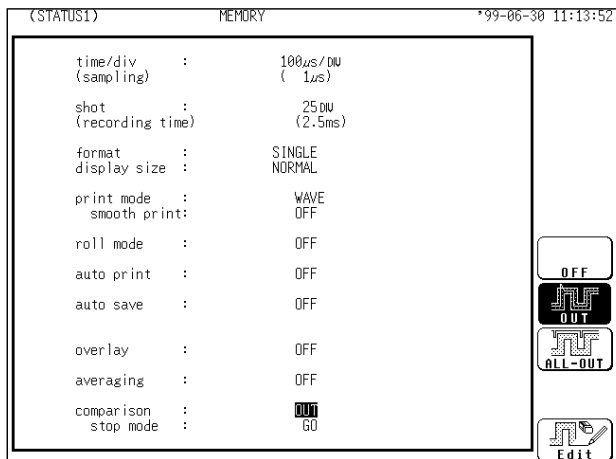 (STATUS1) MEMORY '99-06-30 11:13:52
time/div : 100µs/DIV
(sampling) ( 1µs)
shot : 25DIV
(recording time) (2.5ms)
format : SINGLE
display size : NORMAL
print mode : WAVE
smooth print: OFF
roll mode : OFF
auto print : OFF
auto save : OFF
overlay : OFF
averaging : OFF
comparison : OUT
stop mode : GO
OFF
OUT
ALL-OUT
Edit